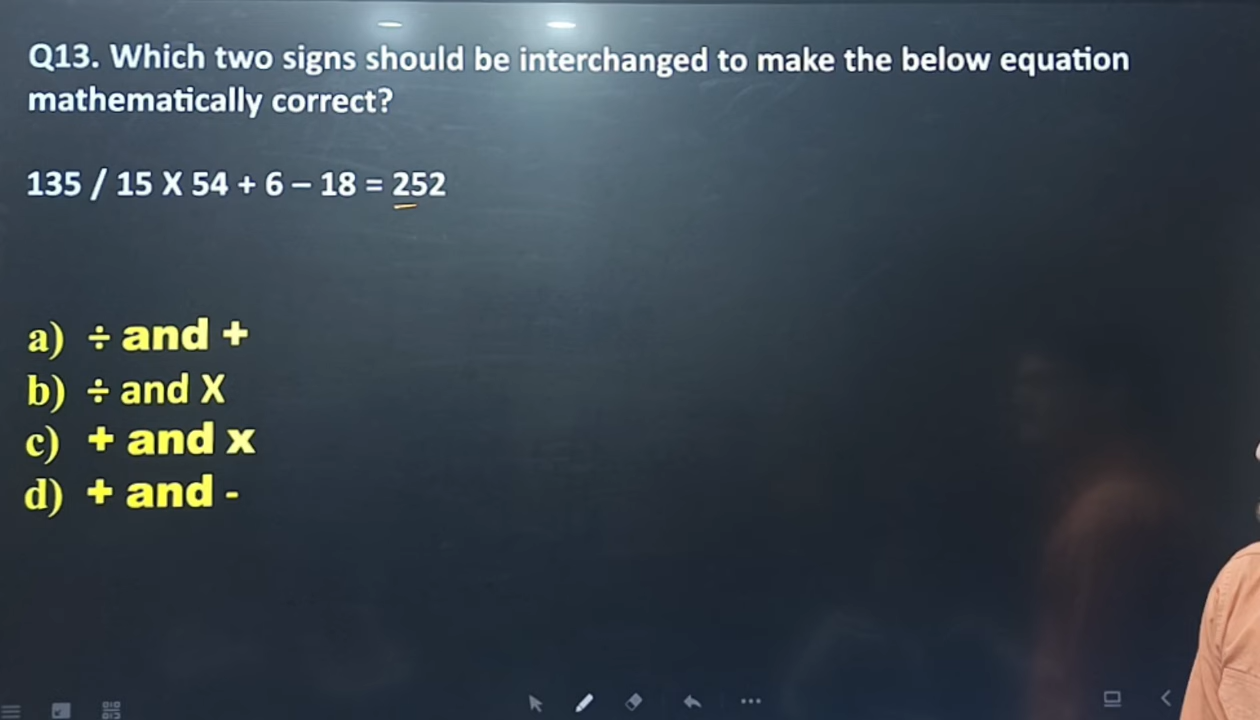 Q13. Which two signs should be interchanged to make the below equation
mathematically correct?
135 / 15 X 54 + 6 – 18 = 252
a) ÷ and +
b) ÷ and X
c) + and x
d) + and -